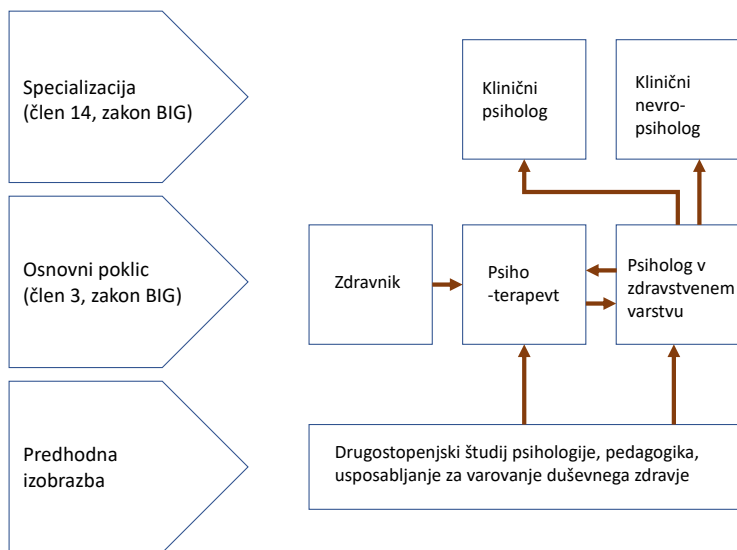 Specializacija
(člen 14, zakon BIG)
Klinični
psiholog
Klinični
nevro-
psiholog
Osnovni poklic
(člen 3, zakon BIG)
Zdravnik
Psiho
-terapevt
Psiholog v
zdravstvenem
varstvu
Predhodna
izobrazba
Drugostopenjski študij psihologije, pedagogika,
usposabljanje za varovanje duševnega zdravje